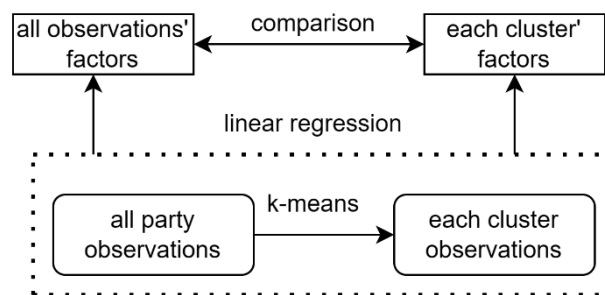 all observations'
factors
comparison
each cluster'
factors
linear regression
all party
observations
k-means
each cluster
observations